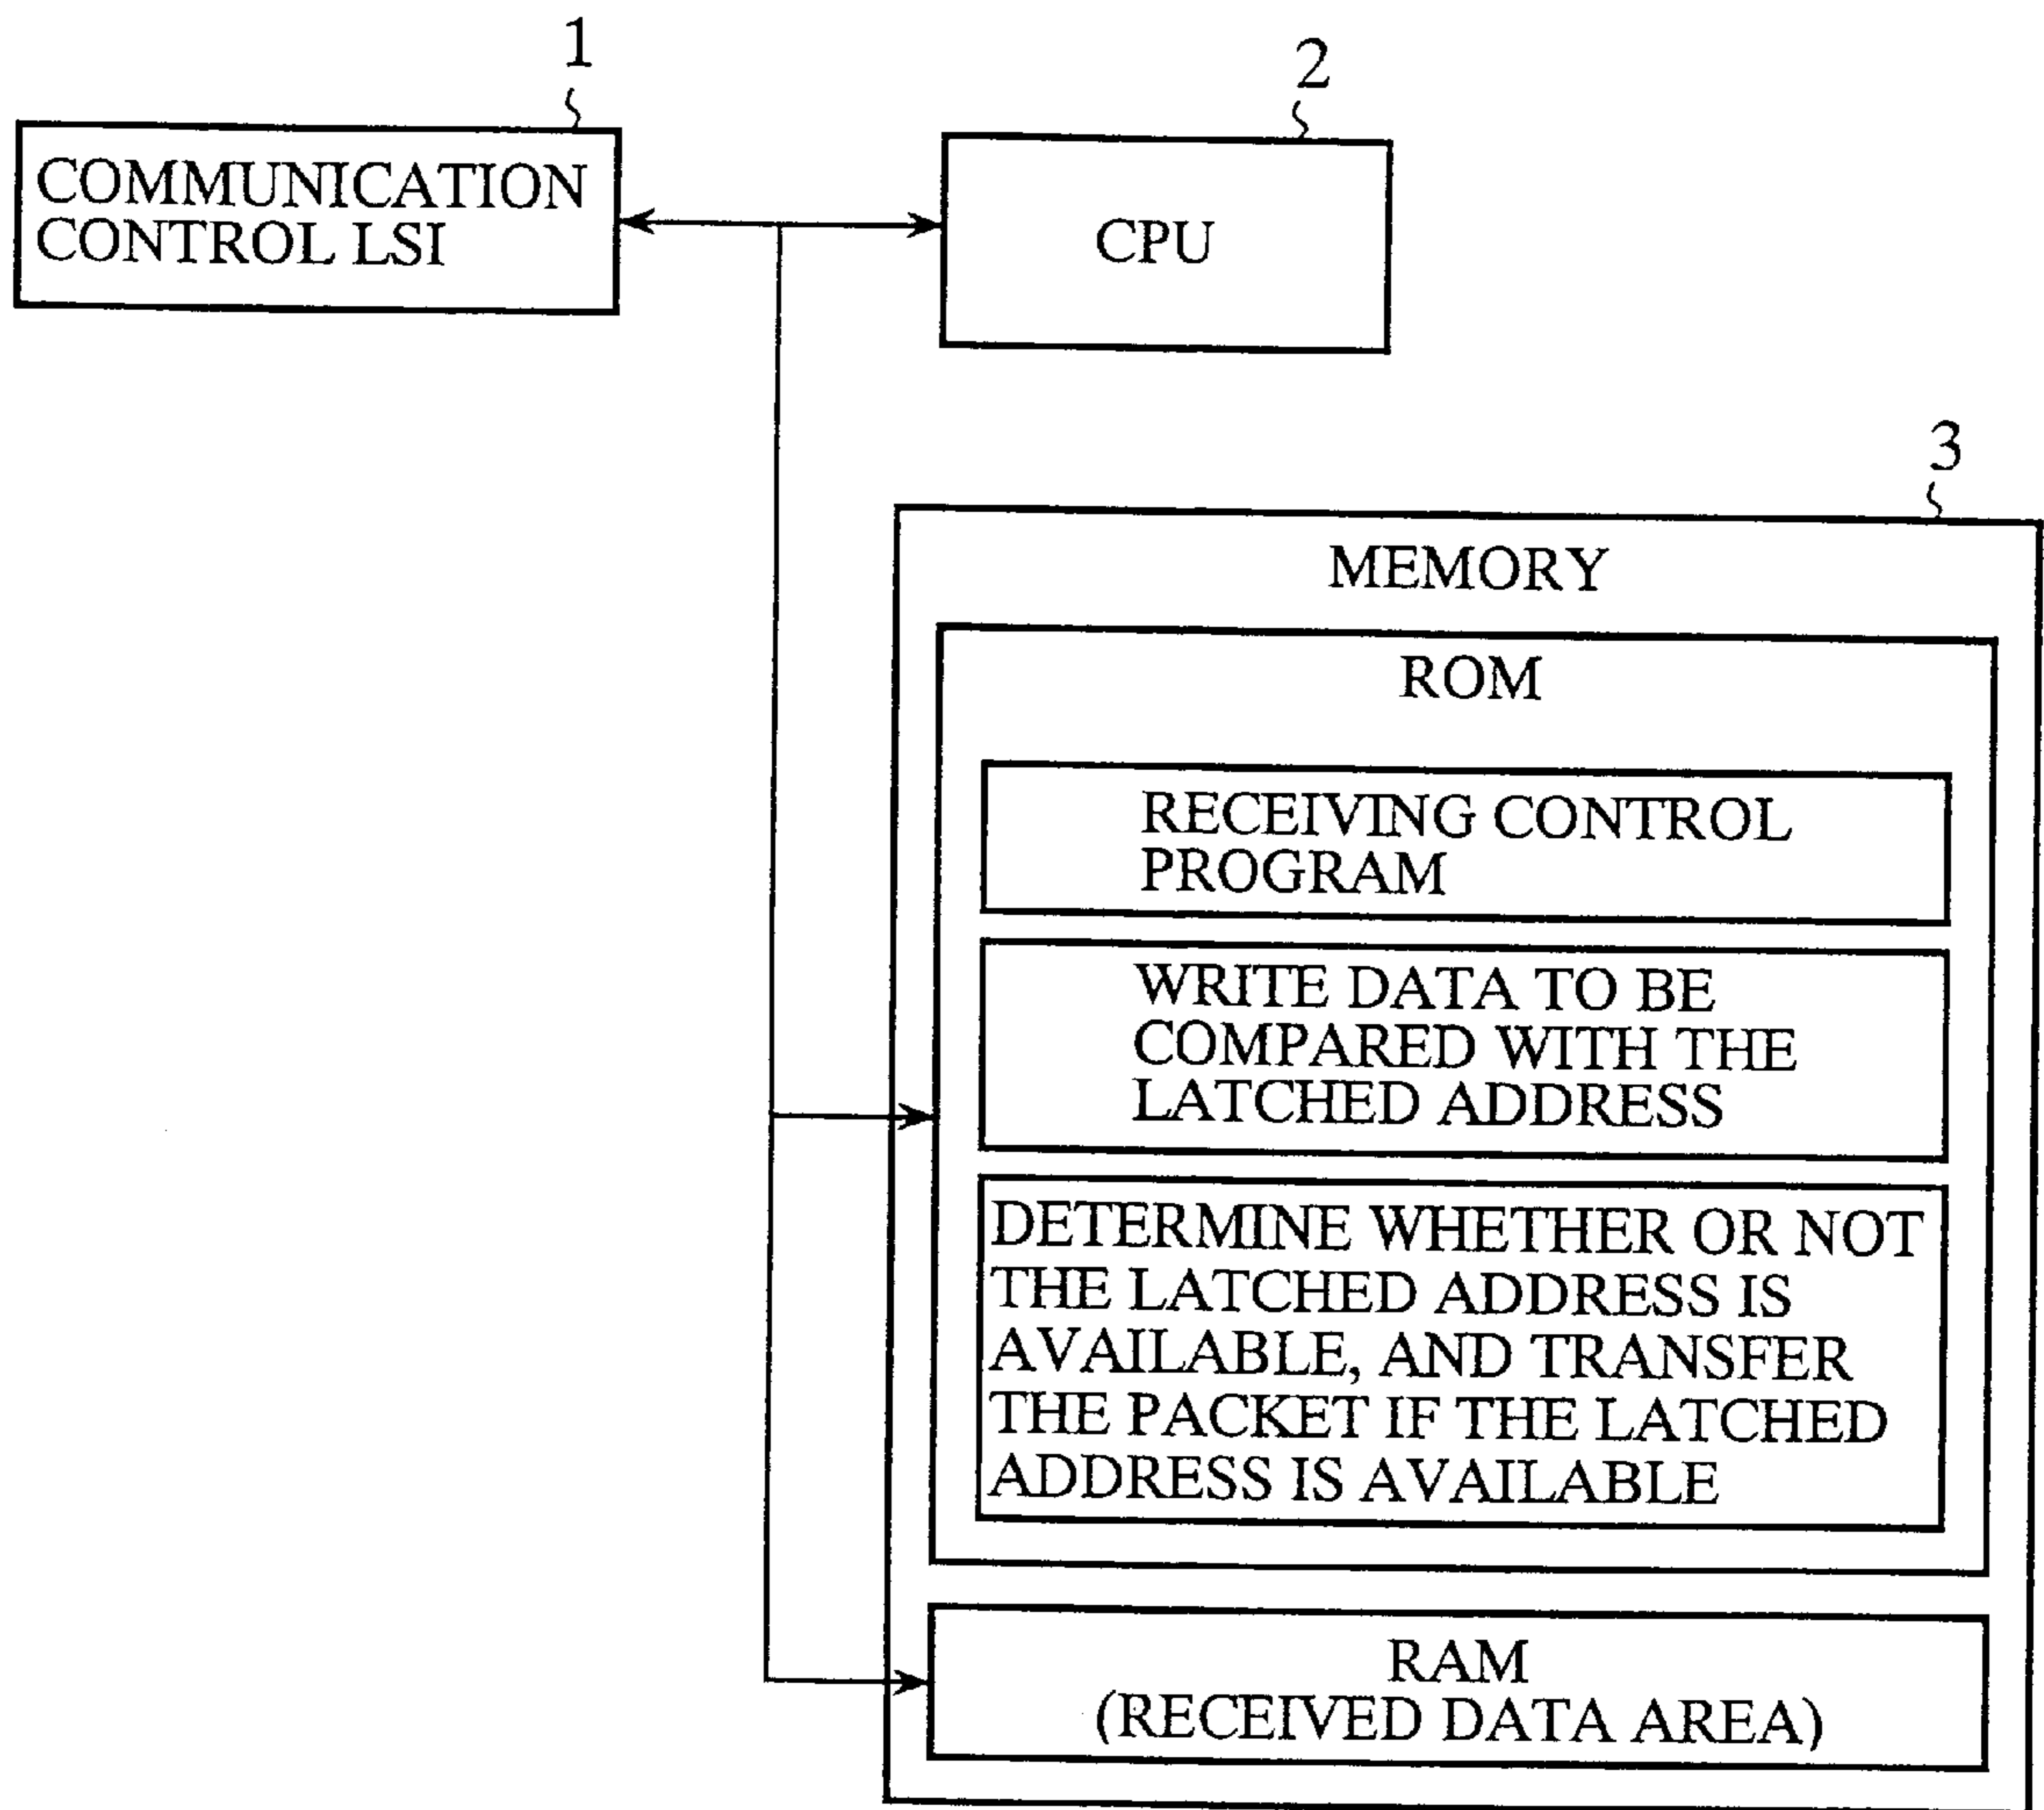 1
2
COMMUNICATION
CONTROL LSI
CPU
3
MEMORY
ROM
RECEIVING CONTROL
PROGRAM
WRITE DATA TO BE
COMPARED WITH THE
LATCHED ADDRESS
DETERMINE WHETHER OR NOT
THE LATCHED ADDRESS IS
AVAILABLE, AND TRANSFER
THE PACKET IF THE LATCHED
ADDRESS IS AVAILABLE
RAM
(RECEIVED DATA AREA)